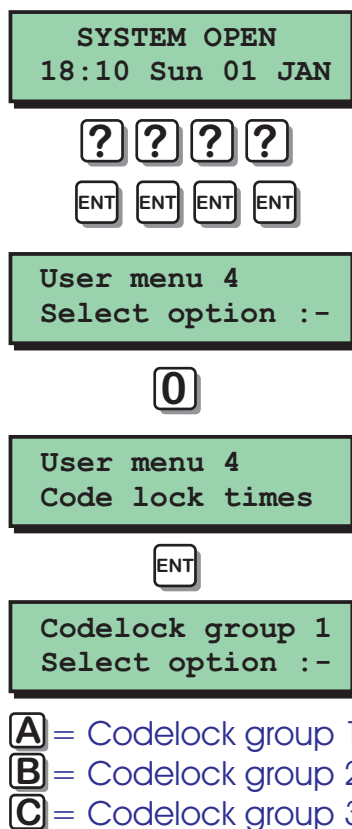 SYSTEM OPEN
18:10 Sun 01 JAN
? ? ? ?
ENT ENT ENT ENT
User menu 4
Select option :-
0
User menu 4
Code lock times
ENT
Codelock group 1
Select option :-
A = Codelock group 1
B = Codelock group 2
C = Codelock group 3